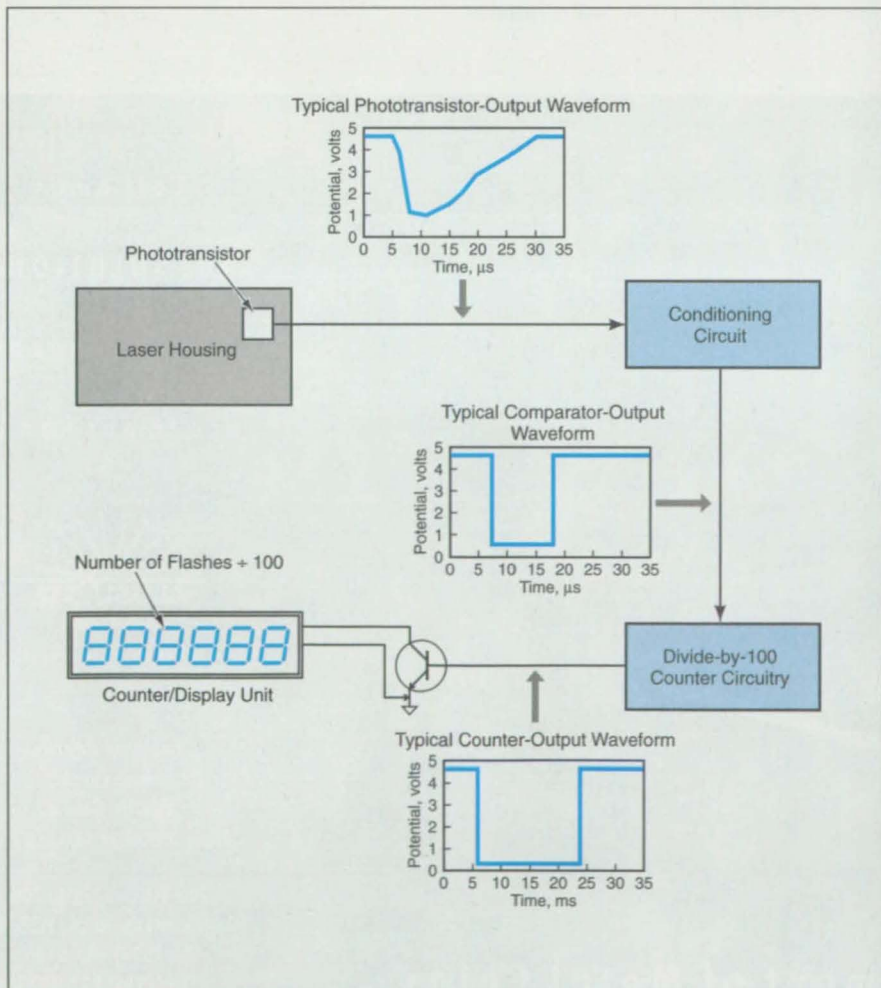 Typical Phototransistor-Output Waveform
Potential, volts
5
4
3
2
1
0
0 5 10 15 20 25 30 35
Time, μs
Phototransistor
Laser Housing
Conditioning
Circuit
Typical Comparator-Output
Waveform
Potential, volts
5
4
3
2
1
0
0 5 10 15 20 25 30 35
Time, μs
Number of Flashes ÷ 100
888888
Counter/Display Unit
Divide-by-100
Counter Circuitry
Typical Counter-Output Waveform
Potential, volts
5
4
3
2
1
0
0 5 10 15 20 25 30 35
Time, ms